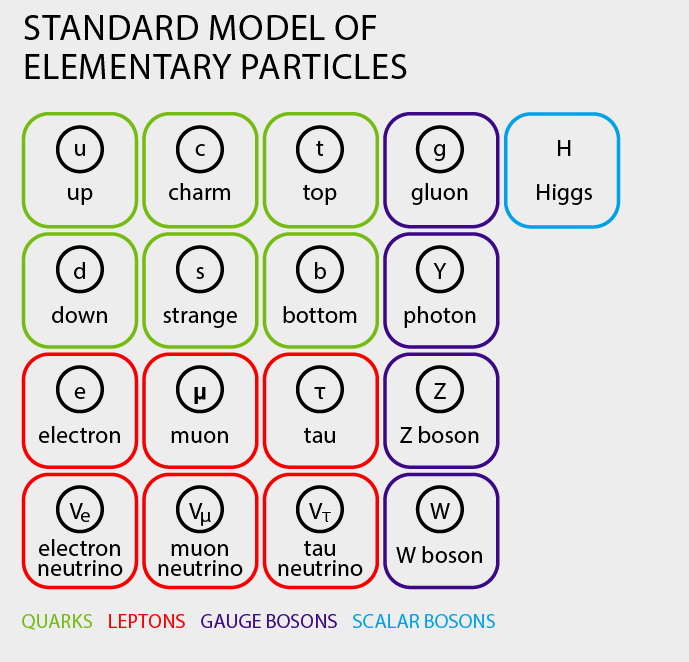 STANDARD MODEL OF
ELEMENTARY PARTICLES
u c t g H
up charm top gluon Higgs
d s b Y
down strange bottom photon
e μ τ Z
electron muon tau Z boson
Ve Vμ Vτ W
electron muon tau W boson
neutrino neutrino neutrino
QUARKS LEPTONS GAUGE BOSONS SCALAR BOSONS